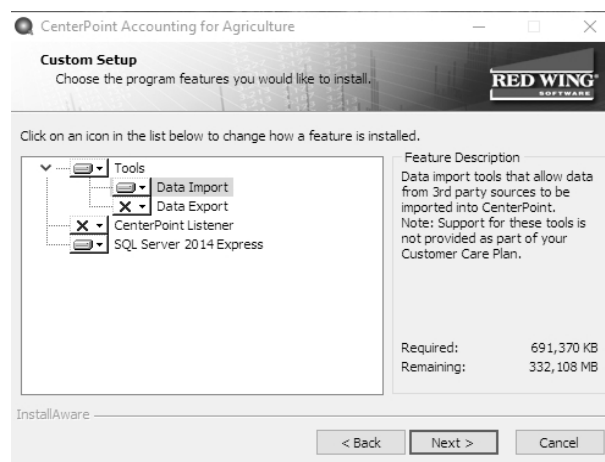 CenterPoint Accounting for Agriculture
Custom Setup
Choose the program features you would like to install.
RED WING
SOFTWARE
Click on an icon in the list below to change how a feature is installed.
Tools
Data Import
Data Export
CenterPoint Listener
SQL Server 2014 Express
Feature Description
Data import tools that allow data
from 3rd party sources to be
imported into CenterPoint.
Note: Support for these tools is
not provided as part of your
Customer Care Plan.
Required: 691,370 KB
Remaining: 332,108 MB
InstallAware
< Back Next > Cancel